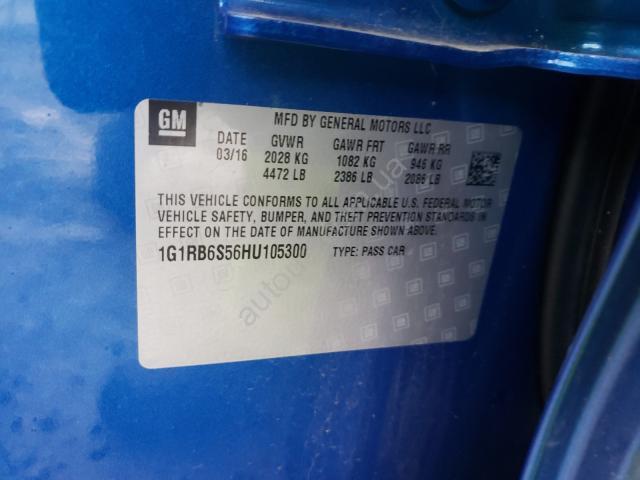 GM
MFD BY GENERAL MOTORS LLC
DATE GVWR GAWR FRT GAWR RR
03/16 2028 KG 1082 KG 946 KG
4472 LB 2386 LB 2086 LB
THIS VEHICLE CONFORMS TO ALL APPLICABLE U.S. FEDERAL MOTOR
VEHICLE SAFETY, BUMPER, AND THEFT PREVENTION STANDARDS IN
EFFECT ON THE DATE OF MANUFACTURE SHOWN ABOVE.
1G1RB6S56HU105300 TYPE: PASS CAR